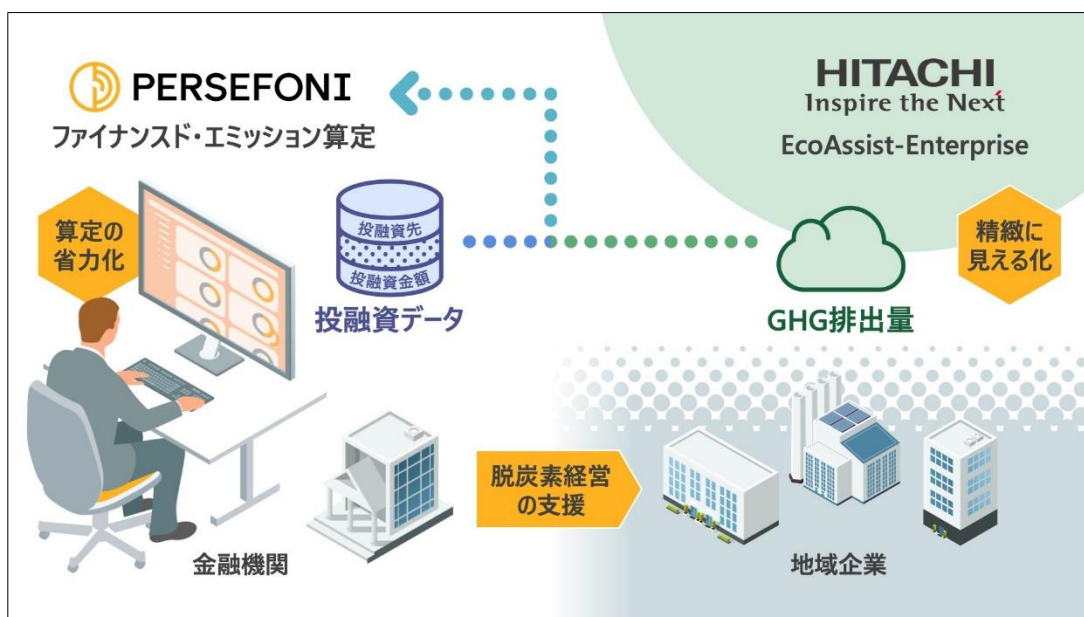 PERSEFONI
ファイナンスド・エミッション算定
HITACHI
Inspire the Next
EcoAssist-Enterprise
算定の
省力化
投融資先
投融資金額
投融資データ
GHG排出量
精緻に
見える化
脱炭素経営
の支援
金融機関
地域企業